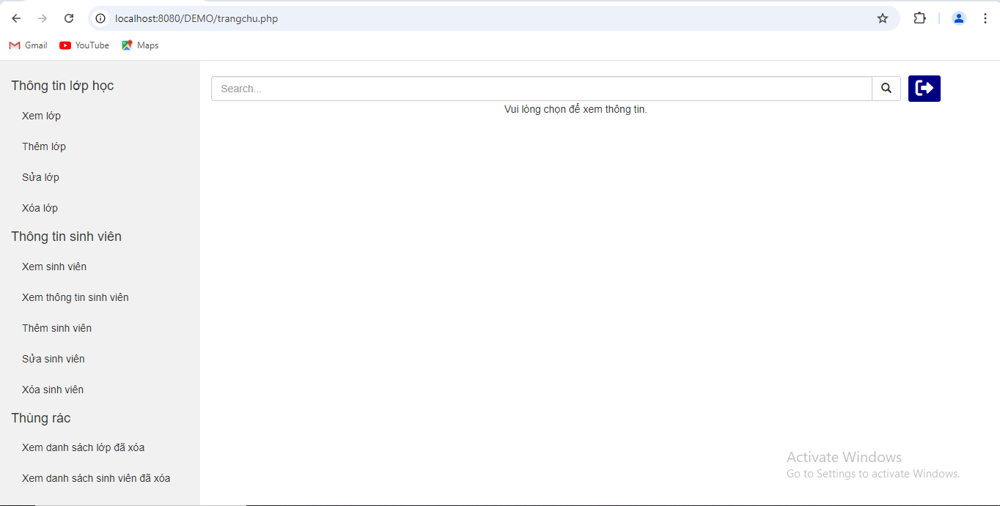 localhost:8080/DEMO/trangchu.php
Gmail YouTube Maps
Thông tin lớp học
Xem lớp
Thêm lớp
Sửa lớp
Xóa lớp
Thông tin sinh viên
Xem sinh viên
Xem thông tin sinh viên
Thêm sinh viên
Sửa sinh viên
Xóa sinh viên
Thùng rác
Xem danh sách lớp đã xóa
Xem danh sách sinh viên đã xóa
Search...
Vui lòng chọn để xem thông tin.
Activate Windows
Go to Settings to activate Windows.